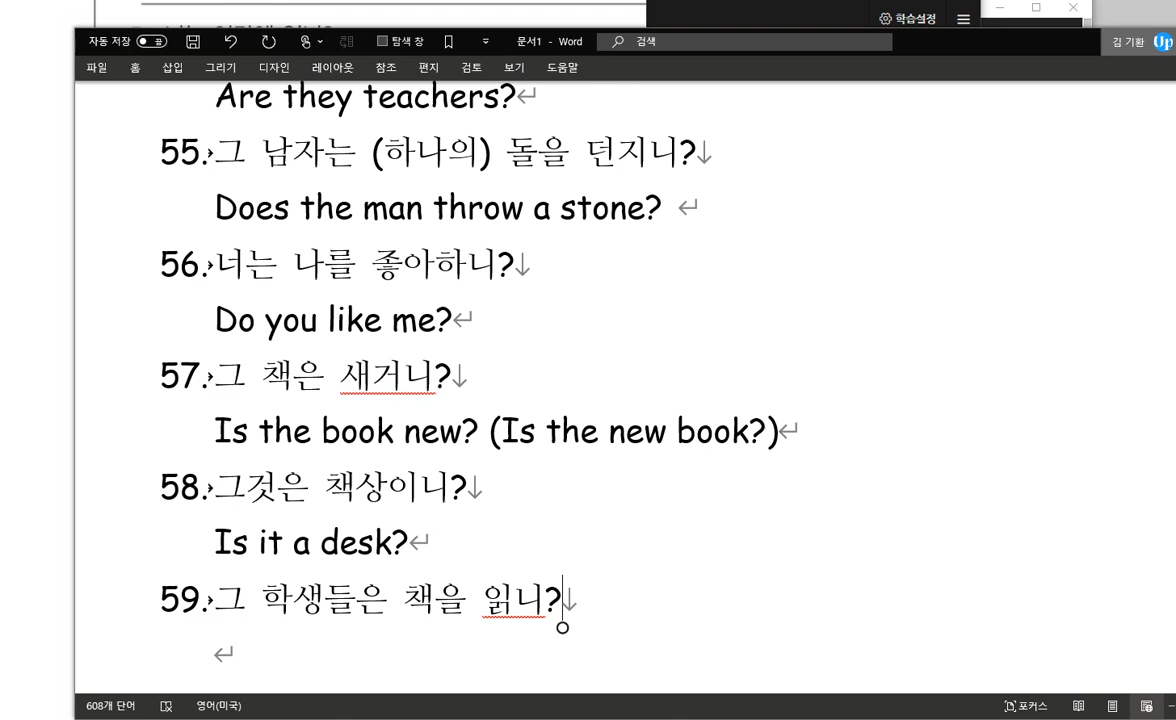 학습설정
자동 저장 탐색 창 문서1 - Word 검색 김 기환 Up
파일 홈 삽입 그리기 디자인 레이아웃 참조 편지 검토 보기 도움말
Are they teachers?
55. 그 남자는 (하나의) 돌을 던지니?
Does the man throw a stone?
56. 너는 나를 좋아하니?
Do you like me?
57. 그 책은 새거니?
Is the book new? (Is the new book?)
58. 그것은 책상이니?
Is it a desk?
59. 그 학생들은 책을 읽니?
608개 단어 영어(미국) 포커스